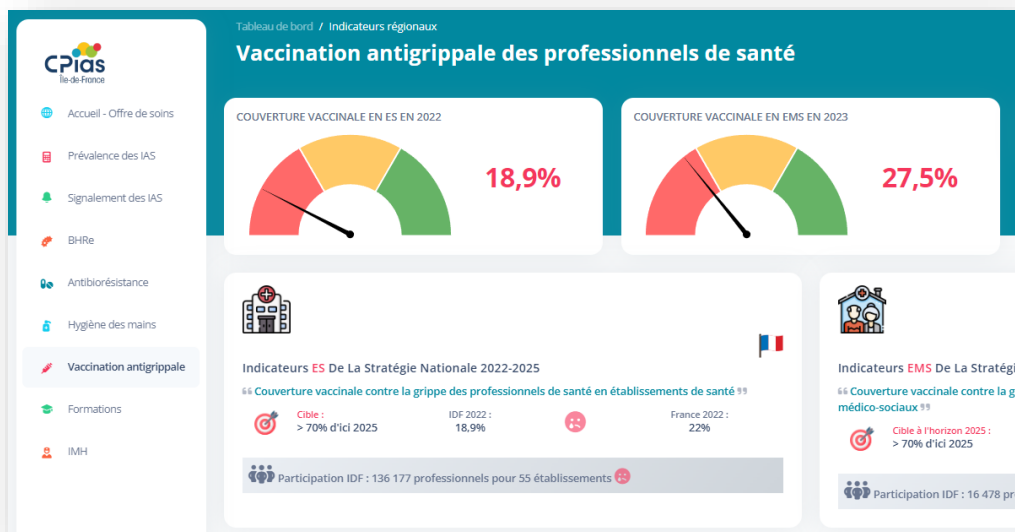 Tableau de bord / Indicateurs régionaux
Vaccination antigrippale des professionnels de santé
CPias
Île-de-France
Accueil - Offre de soins
Prévalence des IAS
Signalement des IAS
BHRe
Antibiorésistance
Hygiène des mains
Vaccination antigrippale
Formations
IMH
COUVERTURE VACCINALE EN ES EN 2022
18,9%
COUVERTURE VACCINALE EN EMS EN 2023
27,5%
Indicateurs ES De La Stratégie Nationale 2022-2025
“ Couverture vaccinale contre la grippe des professionnels de santé en établissements de santé ”
Cible :
> 70% d'ici 2025
IDF 2022 :
18,9%
France 2022 :
22%
Participation IDF : 136 177 professionnels pour 55 établissements
Indicateurs EMS De La Stratégi
“ Couverture vaccinale contre la g
médico-sociaux ”
Cible à l'horizon 2025 :
> 70% d'ici 2025
Participation IDF : 16 478 pr